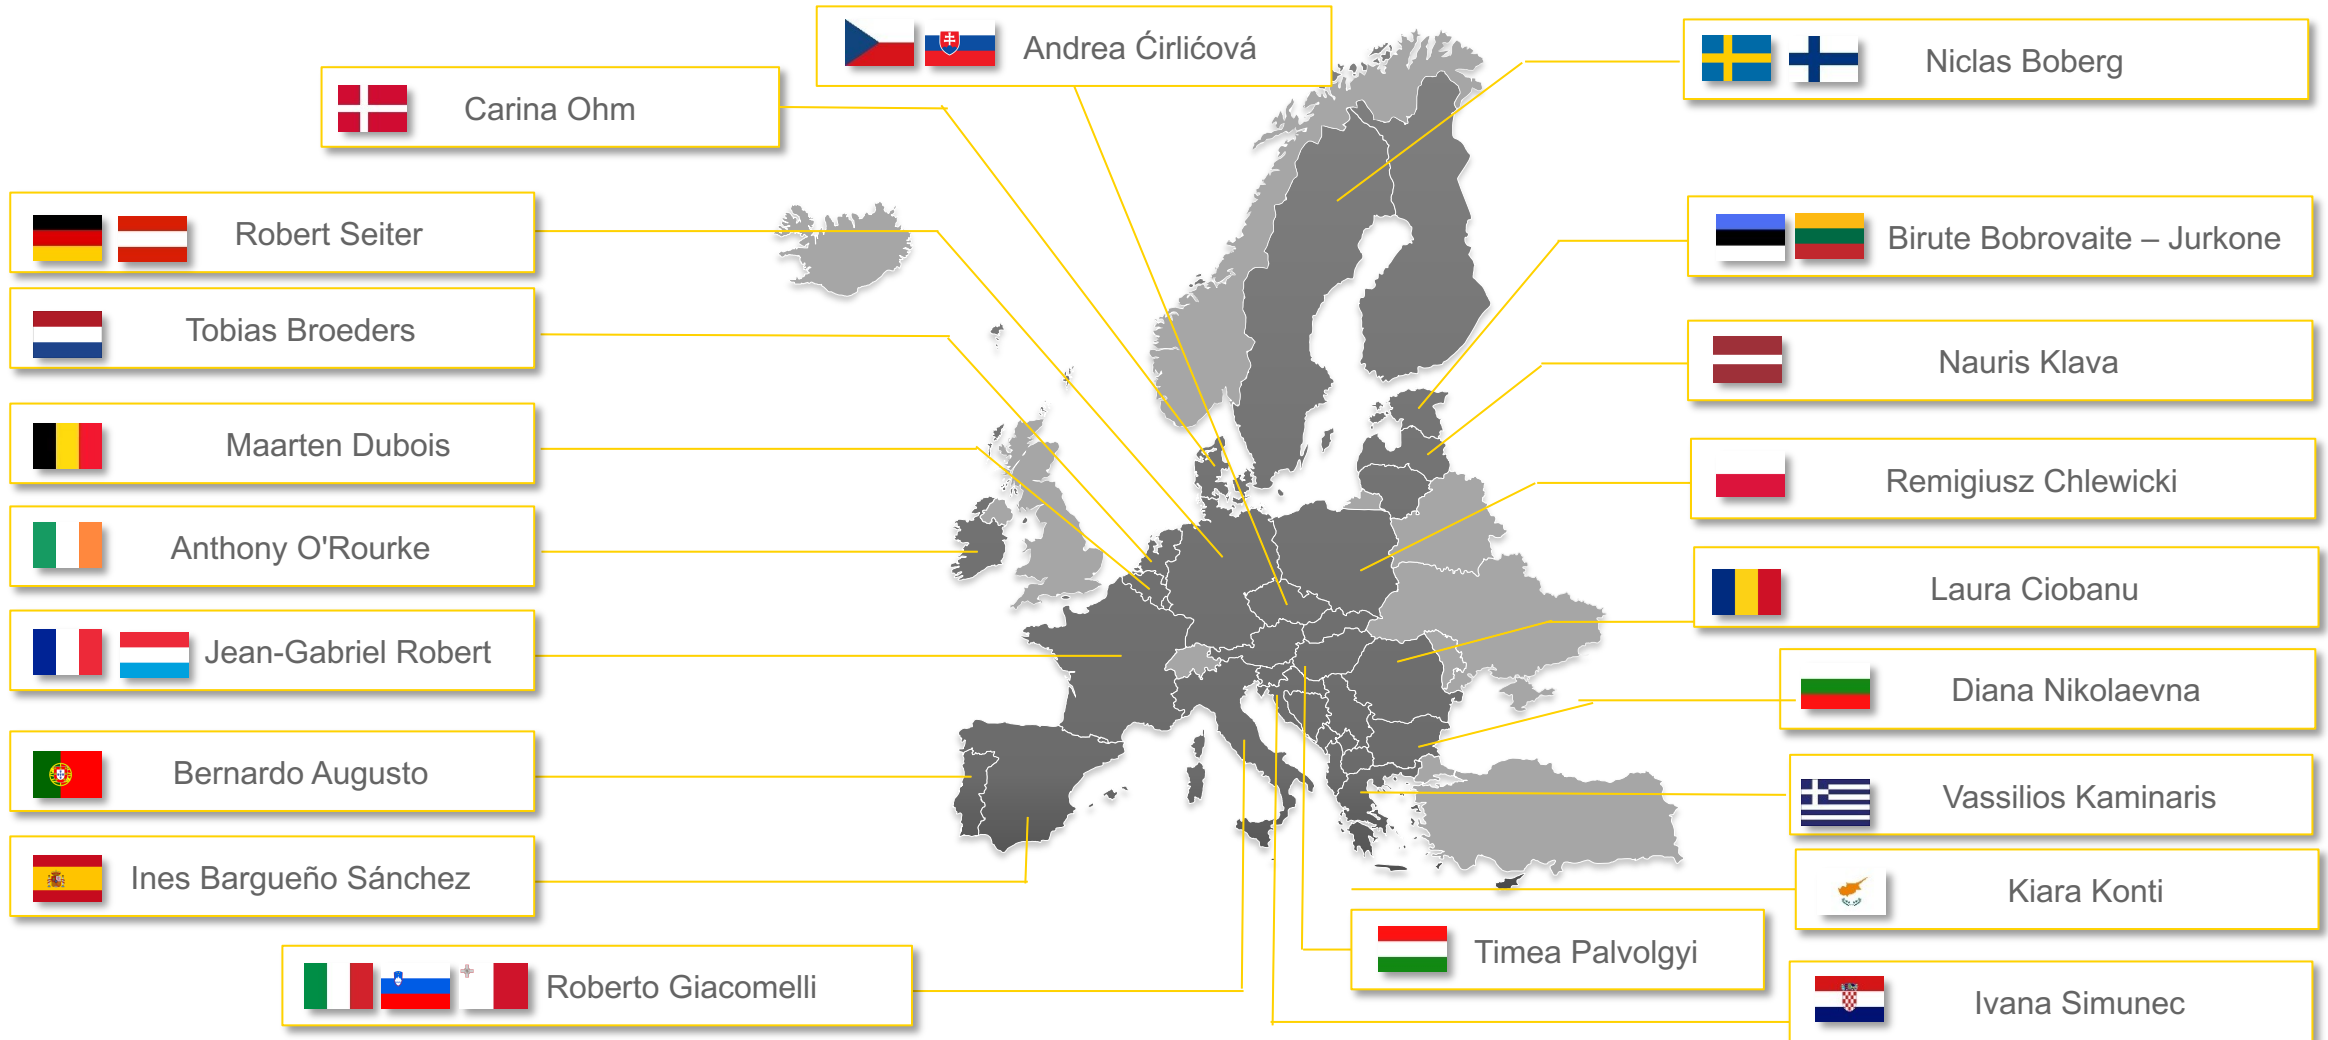 Andrea Ćirlićová
Niclas Boberg
Carina Ohm
Robert Seiter
Birute Bobrovaite – Jurkone
Tobias Broeders
Nauris Klava
Maarten Dubois
Remigiusz Chlewicki
Anthony O'Rourke
Laura Ciobanu
Jean-Gabriel Robert
Diana Nikolaevna
Bernardo Augusto
Vassilios Kaminaris
Ines Bargueño Sánchez
Kiara Konti
Timea Palvolgyi
Roberto Giacomelli
Ivana Simunec